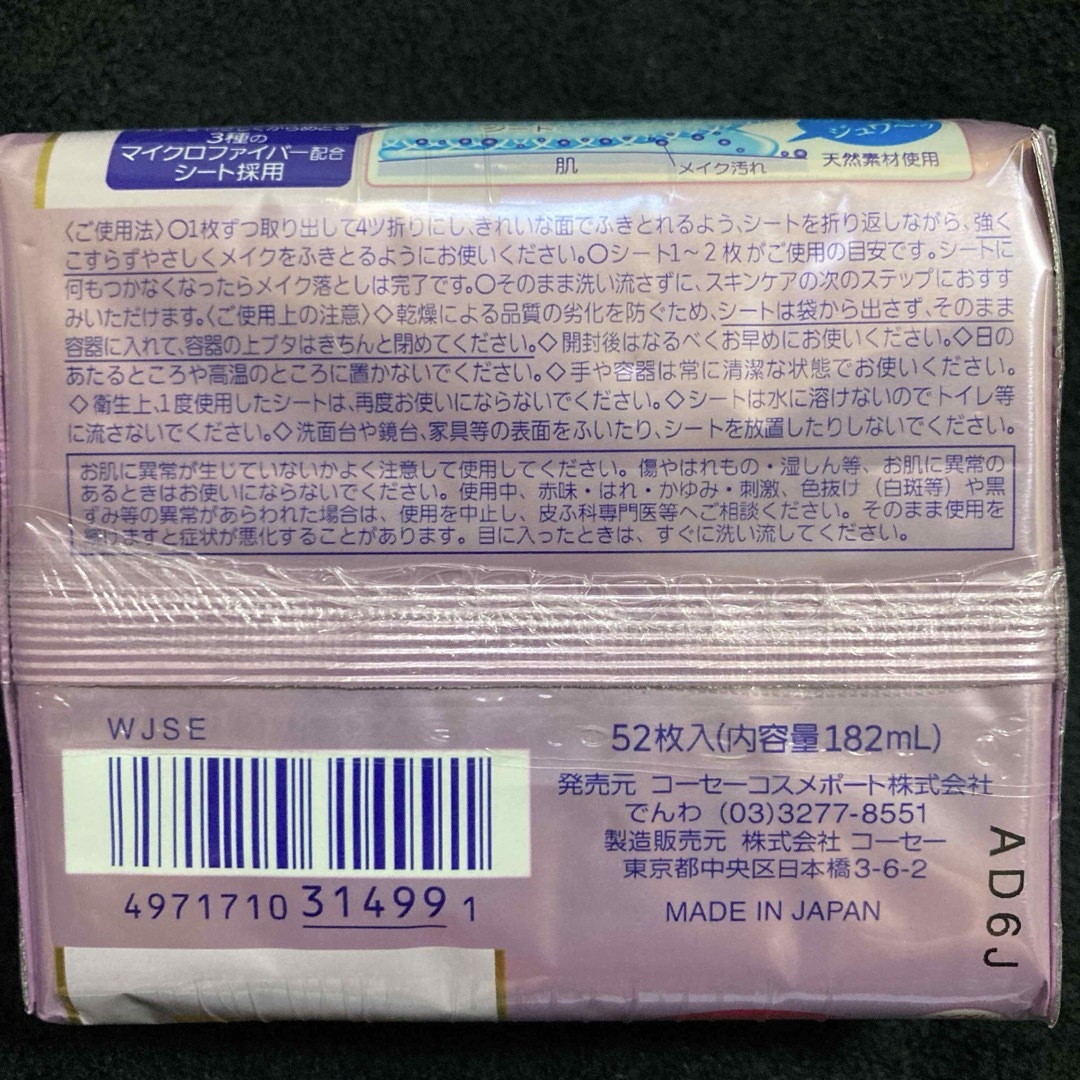 3種の
マイクロファイバー配合
シート採用
シート
肌
メイク汚れ
シュワ〜ッ
天然素材使用
〈ご使用法〉○1枚ずつ取り出して4ツ折りにし、きれいな面でふきとれるよう、シートを折り返しながら、強く
こすらずやさしくメイクをふきとるようにお使いください。○シート1〜2枚がご使用の目安です。シートに
何もつかなくなったらメイク落としは完了です。○そのまま洗い流さずに、スキンケアの次のステップにおすす
みいただけます。〈ご使用上の注意〉◇乾燥による品質の劣化を防ぐため、シートは袋から出さず、そのまま
容器に入れて、容器の上ブタはきちんと閉めてください。◇開封後はなるべくお早めにお使いください。◇日の
あたるところや高温のところに置かないでください。◇手や容器は常に清潔な状態でお使いください。
◇衛生上、1度使用したシートは、再度お使いにならないでください。◇シートは水に溶けないのでトイレ等
に流さないでください。◇洗面台や鏡台、家具等の表面をふいたり、シートを放置したりしないでください。
お肌に異常が生じていないかよく注意して使用してください。傷やはれもの・湿しん等、お肌に異常の
あるときはお使いにならないでください。使用中、赤味・はれ・かゆみ・刺激、色抜け（白斑等）や黒
ずみ等の異常があらわれた場合は、使用を中止し、皮ふ科専門医等へご相談ください。そのまま使用を
続けますと症状が悪化することがあります。目に入ったときは、すぐに洗い流してください。
WJSE
4971710 31499 1
52枚入(内容量182mL)
発売元 コーセーコスメポート株式会社
でんわ (03)3277-8551
製造販売元 株式会社 コーセー
東京都中央区日本橋3-6-2
MADE IN JAPAN
AD6J